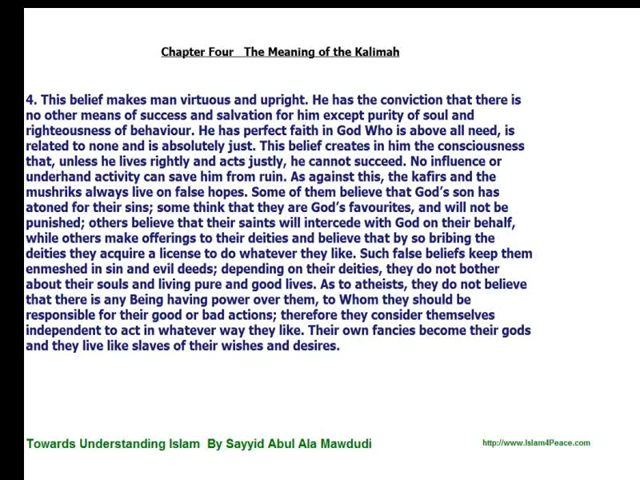 Chapter Four   The Meaning of the Kalimah
4. This belief makes man virtuous and upright. He has the conviction that there is
no other means of success and salvation for him except purity of soul and
righteousness of behaviour. He has perfect faith in God Who is above all need, is
related to none and is absolutely just. This belief creates in him the consciousness
that, unless he lives rightly and acts justly, he cannot succeed. No influence or
underhand activity can save him from ruin. As against this, the kafirs and the
mushriks always live on false hopes. Some of them believe that God's son has
atoned for their sins; some think that they are God's favourites, and will not be
punished; others believe that their saints will intercede with God on their behalf,
while others make offerings to their deities and believe that by so bribing the
deities they acquire a license to do whatever they like. Such false beliefs keep them
enmeshed in sin and evil deeds; depending on their deities, they do not bother
about their souls and living pure and good lives. As to atheists, they do not believe
that there is any Being having power over them, to Whom they should be
responsible for their good or bad actions; therefore they consider themselves
independent to act in whatever way they like. Their own fancies become their gods
and they live like slaves of their wishes and desires.
Towards Understanding Islam  By Sayyid Abul Ala Mawdudi
http://www.Islam4Peace.com